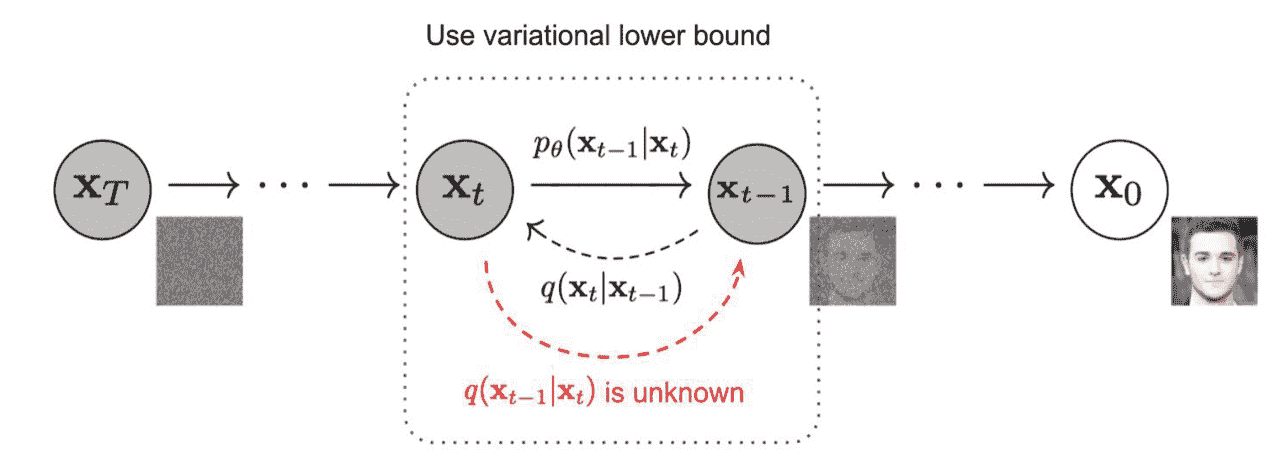 Use variational lower bound
p_θ(x_{t−1}|x_t)
x_T → ⋯ → x_t → x_{t−1} → ⋯ → x_0
q(x_t|x_{t−1})
q(x_{t−1}|x_t) is unknown